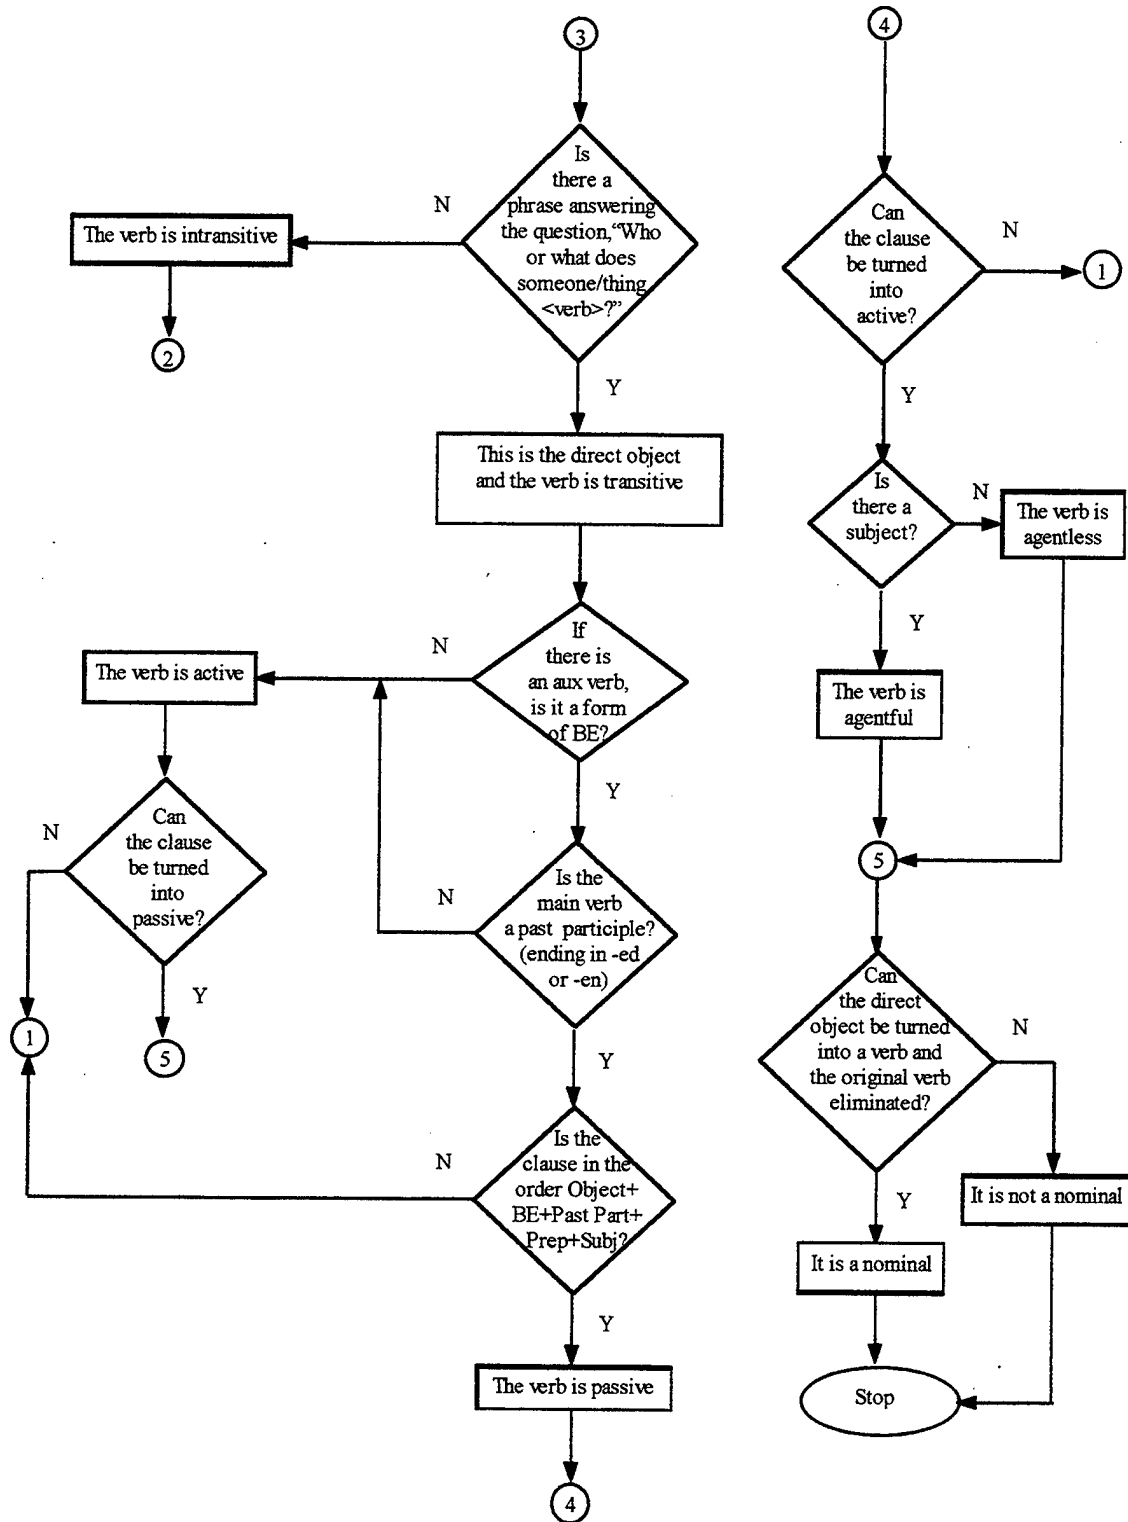 3
Is
there a
phrase answering
the question,“Who
or what does
someone/thing
<verb>?”
N
The verb is intransitive
2
Y
This is the direct object
and the verb is transitive
If
there is
an aux verb,
is it a form
of BE?
N
The verb is active
Can
the clause
be turned
into
passive?
N
1
Y
5
Y
Is the
main verb
a past participle?
(ending in -ed
or -en)
N
Y
Is the
clause in the
order Object+
BE+Past Part+
Prep+Subj?
N
Y
The verb is passive
4
4
Can
the clause
be turned
into
active?
N
1
Y
Is
there a
subject?
N
The verb is
agentless
Y
The verb is
agentful
5
Can
the direct
object be turned
into a verb and
the original verb
eliminated?
N
It is not a nominal
Y
It is a nominal
Stop